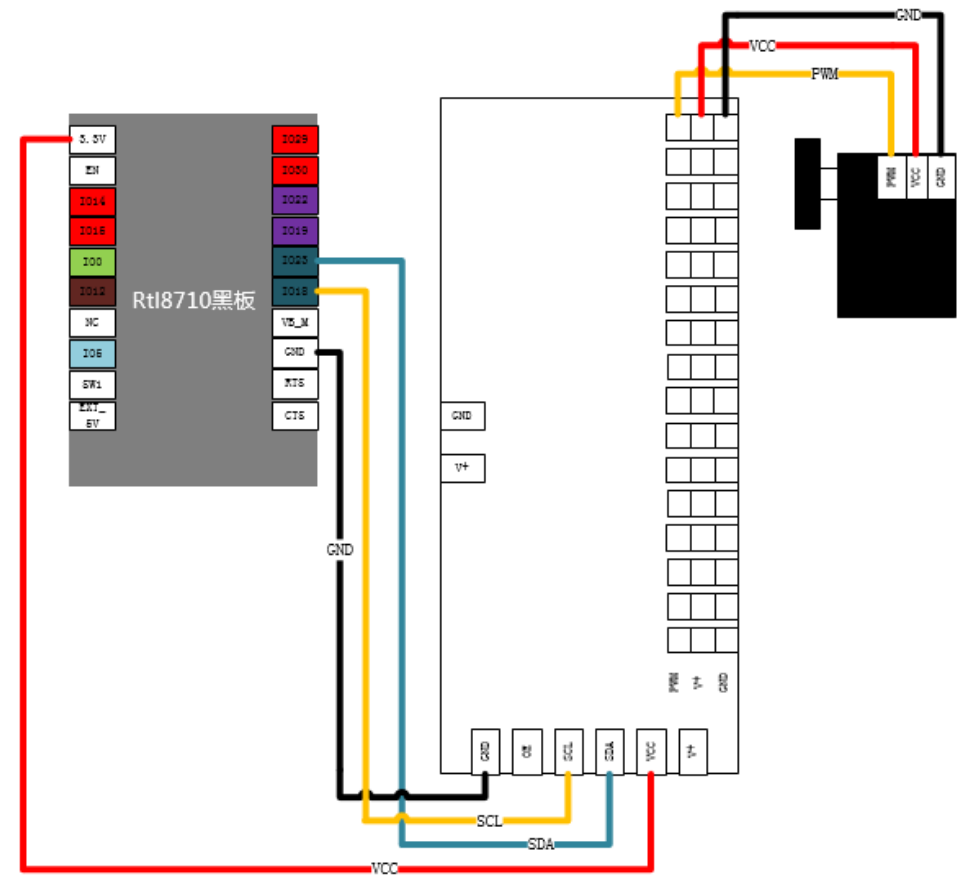 GND
VCC
PWM
PWM
VCC
GND
3.3V
EN
IO14
IO15
IO0
IO12
NC
IO5
SW1
EXT_
5V
Rtl8710黑板
IO29
IO30
IO22
IO19
IO23
IO18
V5_M
GND
RTS
CTS
GND
V+
GND
PWM
V+
GND
GND
OE
SCL
SDA
VCC
V+
SCL
SDA
VCC